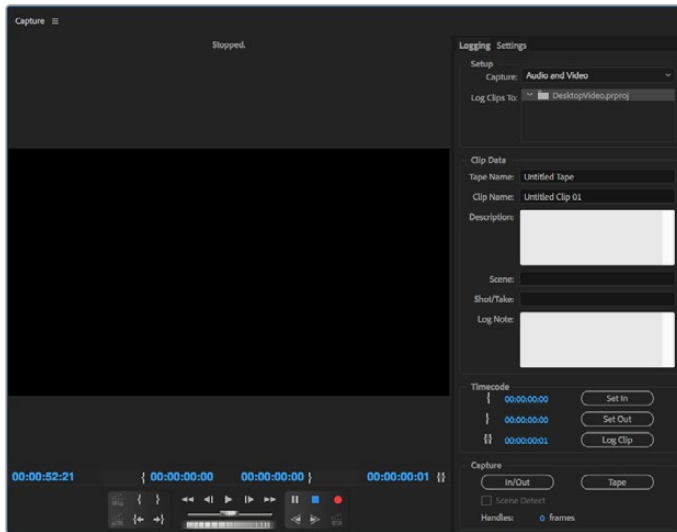 Capture
Stopped.
Logging Settings
Setup
Capture: Audio and Video
Log Clips To: DesktopVideo.prproj
Clip Data
Tape Name: Untitled Tape
Clip Name: Untitled Clip 01
Description:
Scene:
Shot/Take:
Log Note:
Timecode
{ 00:00:00:00 Set In
} 00:00:00:00 Set Out
{} 00:00:00:01 Log Clip
00:00:52:21 { 00:00:00:00 00:00:00:00 } 00:00:00:01 {}
Capture
In/Out Tape
Scene Detect
Handles: 0 frames